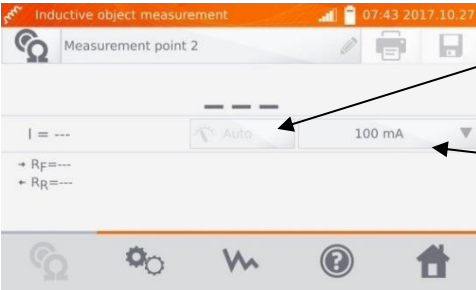 Inductive object measurement 07:43 2017.10.27
Measurement point 2
---
I = --- Auto 100 mA
→ RF=---
← RR=---